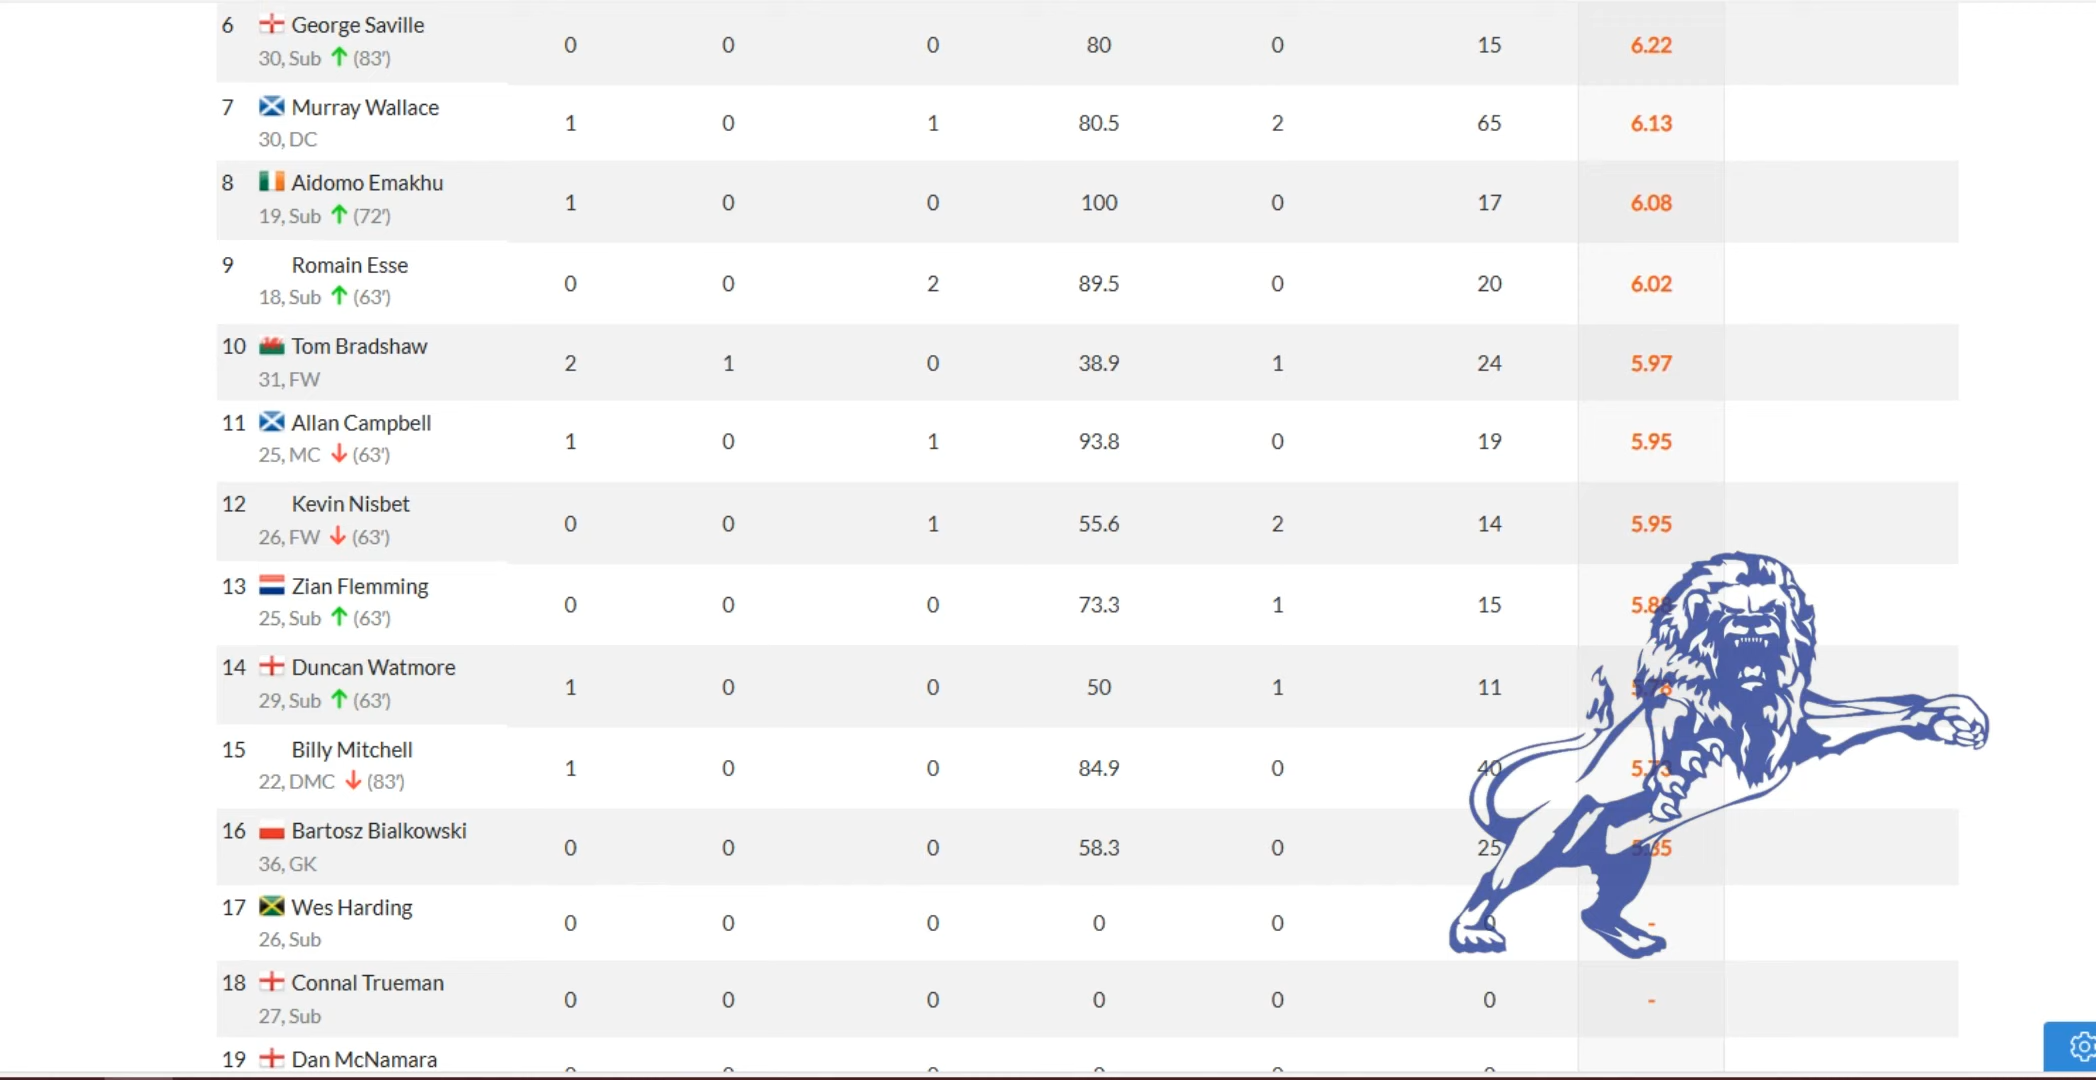 6 George Saville
30, Sub (83')
0 0 0 80 0 15 6.22
7 Murray Wallace
30, DC
1 0 1 80.5 2 65 6.13
8 Aidomo Emakhu
19, Sub (72')
1 0 0 100 0 17 6.08
9 Romain Esse
18, Sub (63')
0 0 2 89.5 0 20 6.02
10 Tom Bradshaw
31, FW
2 1 0 38.9 1 24 5.97
11 Allan Campbell
25, MC (63')
1 0 1 93.8 0 19 5.95
12 Kevin Nisbet
26, FW (63')
0 0 1 55.6 2 14 5.95
13 Zian Flemming
25, Sub (63')
0 0 0 73.3 1 15
14 Duncan Watmore
29, Sub (63')
1 0 0 50 1 11
15 Billy Mitchell
22, DMC (83')
1 0 0 84.9 0 40 5.73
16 Bartosz Bialkowski
36, GK
0 0 0 58.3 0 25
17 Wes Harding
26, Sub
0 0 0 0 0 0 -
18 Connal Trueman
27, Sub
0 0 0 0 0 0 -
19 Dan McNamara